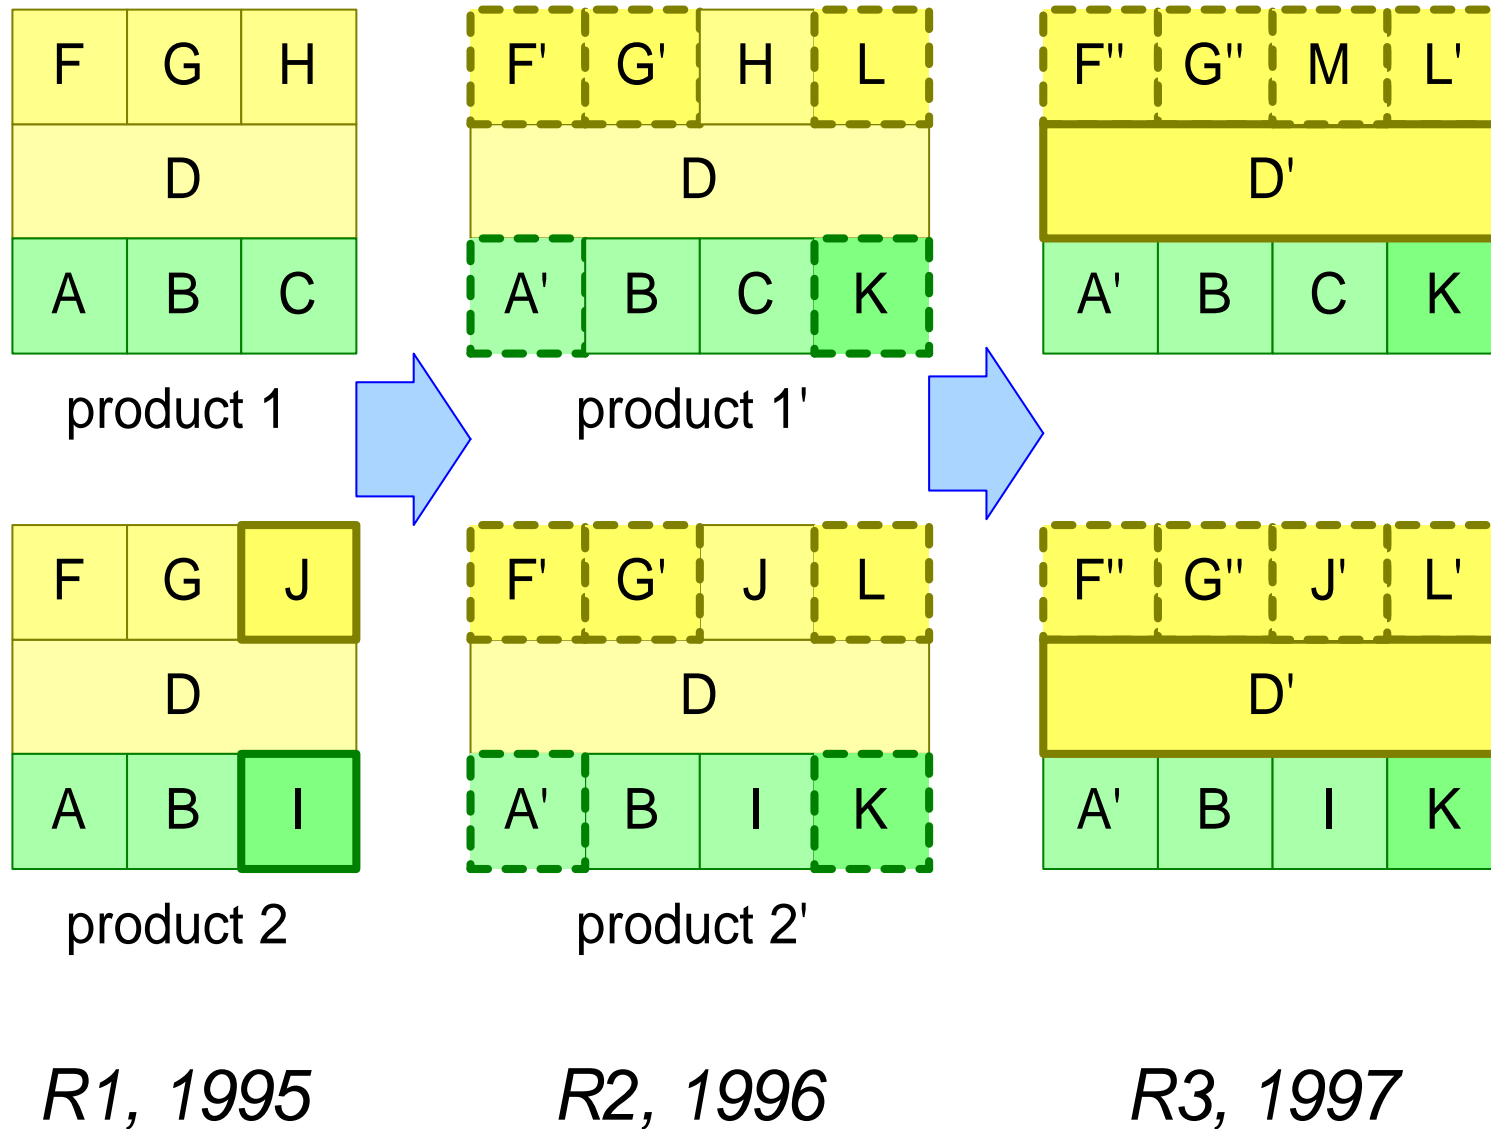 F G H F' G' H L F'' G'' M L'
D D D'
A B C A' B C K A' B C K
product 1 product 1'
F G J F' G' J L F'' G'' J' L'
D D D'
A B I A' B I K A' B I K
product 2 product 2'
R1, 1995 R2, 1996 R3, 1997